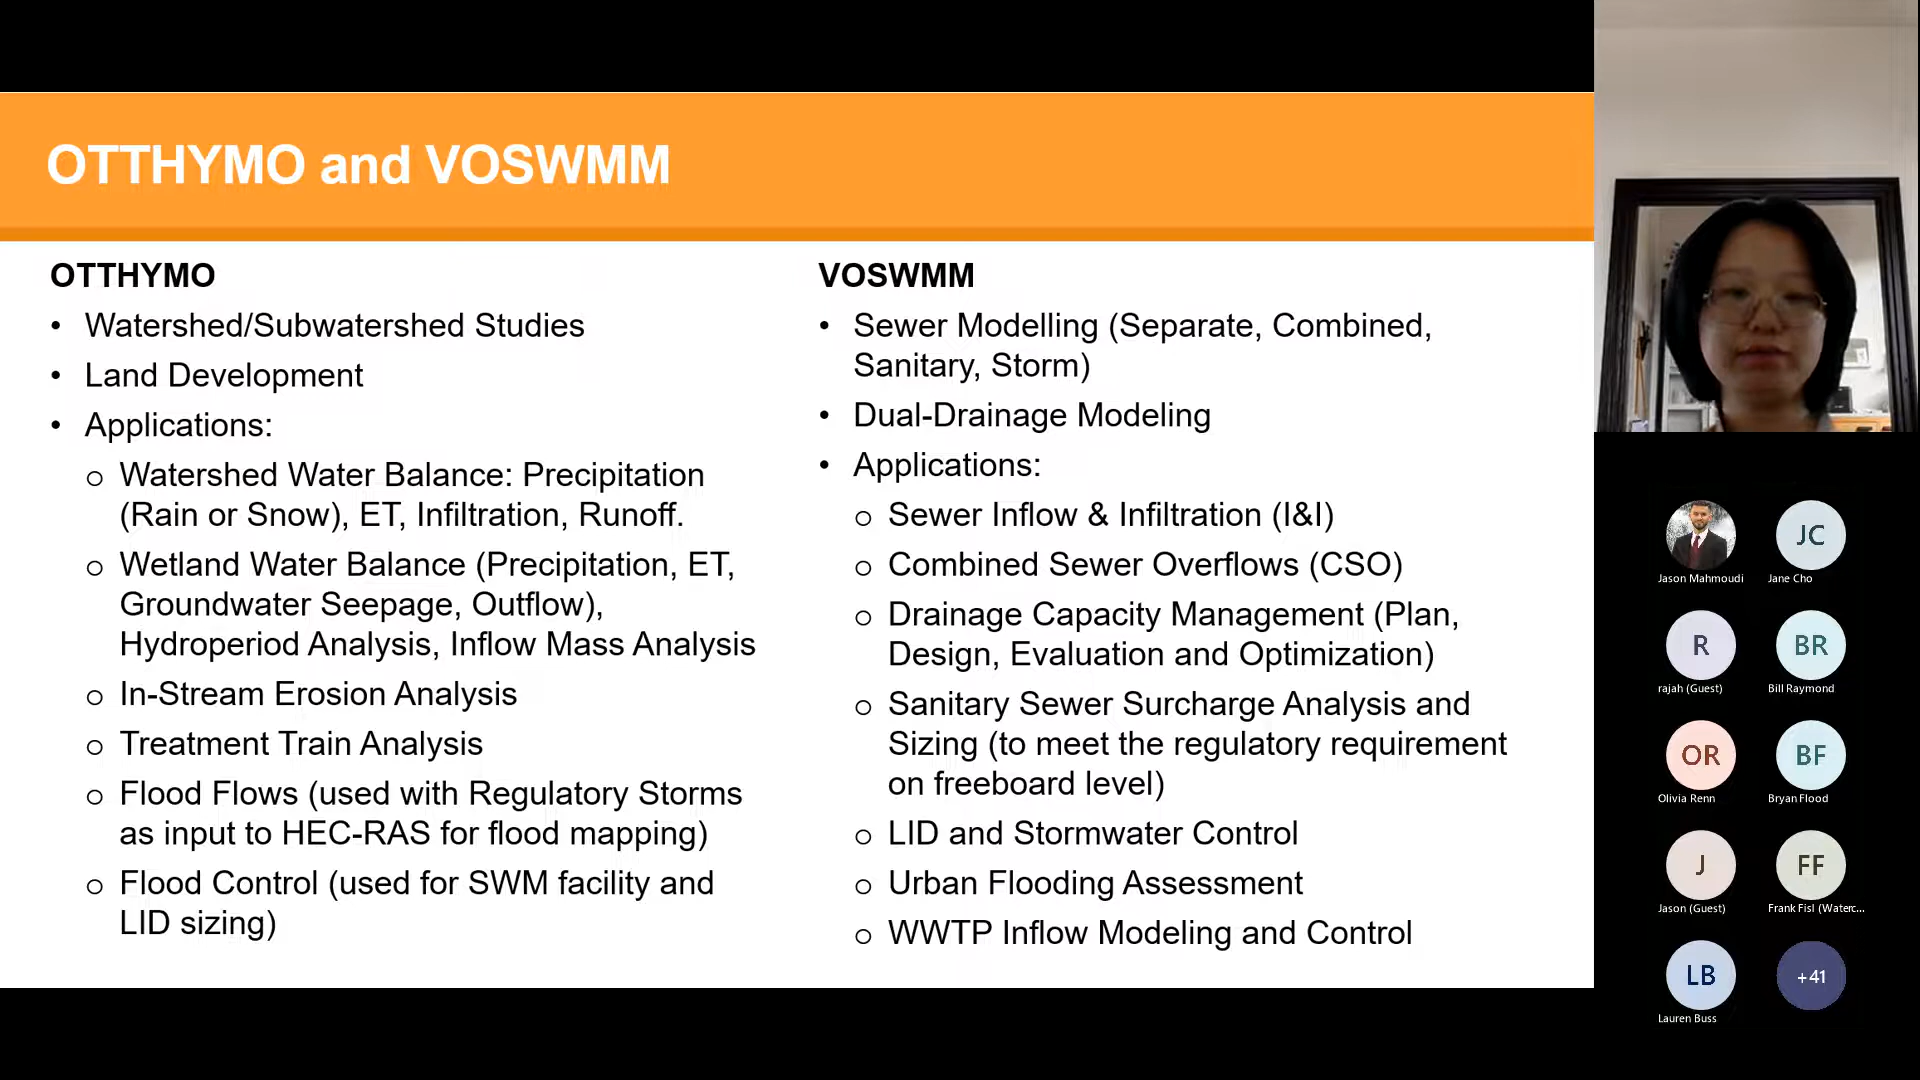 OTTHYMO and VOSWMM
OTTHYMO
• Watershed/Subwatershed Studies
• Land Development
• Applications:
o Watershed Water Balance: Precipitation
(Rain or Snow), ET, Infiltration, Runoff.
o Wetland Water Balance (Precipitation, ET,
Groundwater Seepage, Outflow),
Hydroperiod Analysis, Inflow Mass Analysis
o In-Stream Erosion Analysis
o Treatment Train Analysis
o Flood Flows (used with Regulatory Storms
as input to HEC-RAS for flood mapping)
o Flood Control (used for SWM facility and
LID sizing)
VOSWMM
• Sewer Modelling (Separate, Combined,
Sanitary, Storm)
• Dual-Drainage Modeling
• Applications:
o Sewer Inflow & Infiltration (I&I)
o Combined Sewer Overflows (CSO)
o Drainage Capacity Management (Plan,
Design, Evaluation and Optimization)
o Sanitary Sewer Surcharge Analysis and
Sizing (to meet the regulatory requirement
on freeboard level)
o LID and Stormwater Control
o Urban Flooding Assessment
o WWTP Inflow Modeling and Control
JC
Jason Mahmoudi
Jane Cho
R
BR
rajah (Guest)
Bill Raymond
OR
BF
Olivia Renn
Bryan Flood
J
FF
Jason (Guest)
Frank Fisl (Waterc...
LB
+41
Lauren Buss